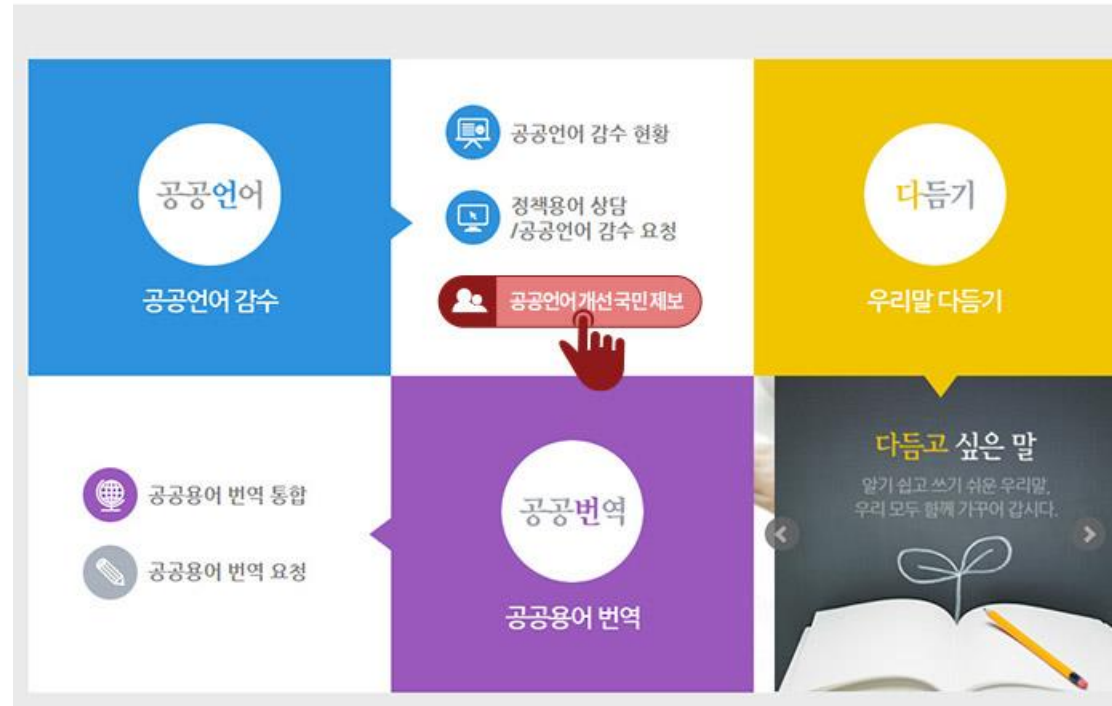 공공언어
공공언어 감수
공공언어 감수 현황
정책용어 상담
/공공언어 감수 요청
공공언어 개선 국민 제보
다듬기
우리말 다듬기
공공용어 번역 통합
공공용어 번역 요청
공공번역
공공용어 번역
다듬고 싶은 말
알기 쉽고 쓰기 쉬운 우리말,
우리 모두 함께 가꾸어 갑시다.